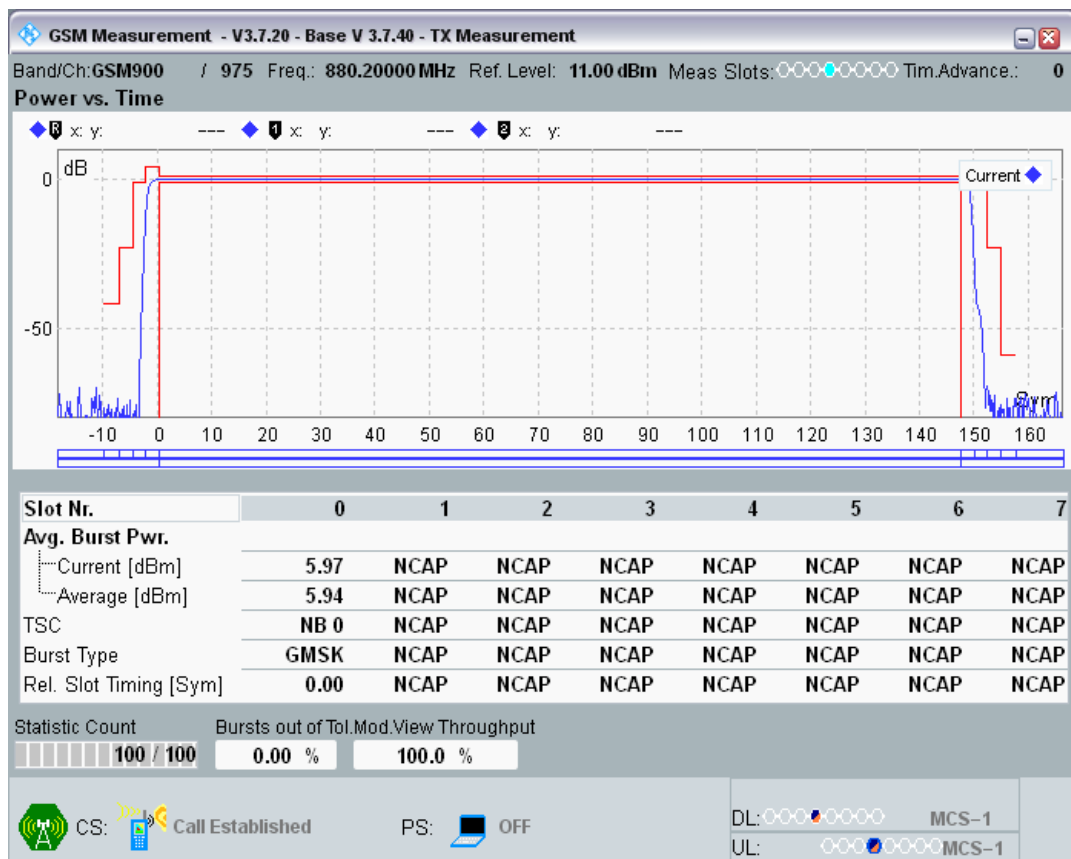 GSM Measurement - V3.7.20 - Base V 3.7.40 - TX Measurement
Band/Ch:GSM900 / 975 Freq.: 880.20000 MHz Ref. Level: 11.00 dBm Meas Slots: Tim.Advance.: 0
Power vs. Time
R x: y: --- 1 x: y: --- 2 x: y: ---
dB
Current
0
-50
Sym
-10 0 10 20 30 40 50 60 70 80 90 100 110 120 130 140 150 160
Slot Nr. 0 1 2 3 4 5 6 7
Avg. Burst Pwr.
Current [dBm] 5.97 NCAP NCAP NCAP NCAP NCAP NCAP NCAP
Average [dBm] 5.94 NCAP NCAP NCAP NCAP NCAP NCAP NCAP
TSC NB 0 NCAP NCAP NCAP NCAP NCAP NCAP NCAP
Burst Type GMSK NCAP NCAP NCAP NCAP NCAP NCAP NCAP
Rel. Slot Timing [Sym] 0.00 NCAP NCAP NCAP NCAP NCAP NCAP NCAP
Statistic Count Bursts out of Tol.Mod.View Throughput
100 / 100 0.00 % 100.0 %
CS: Call Established PS: OFF DL: MCS-1
UL: MCS-1